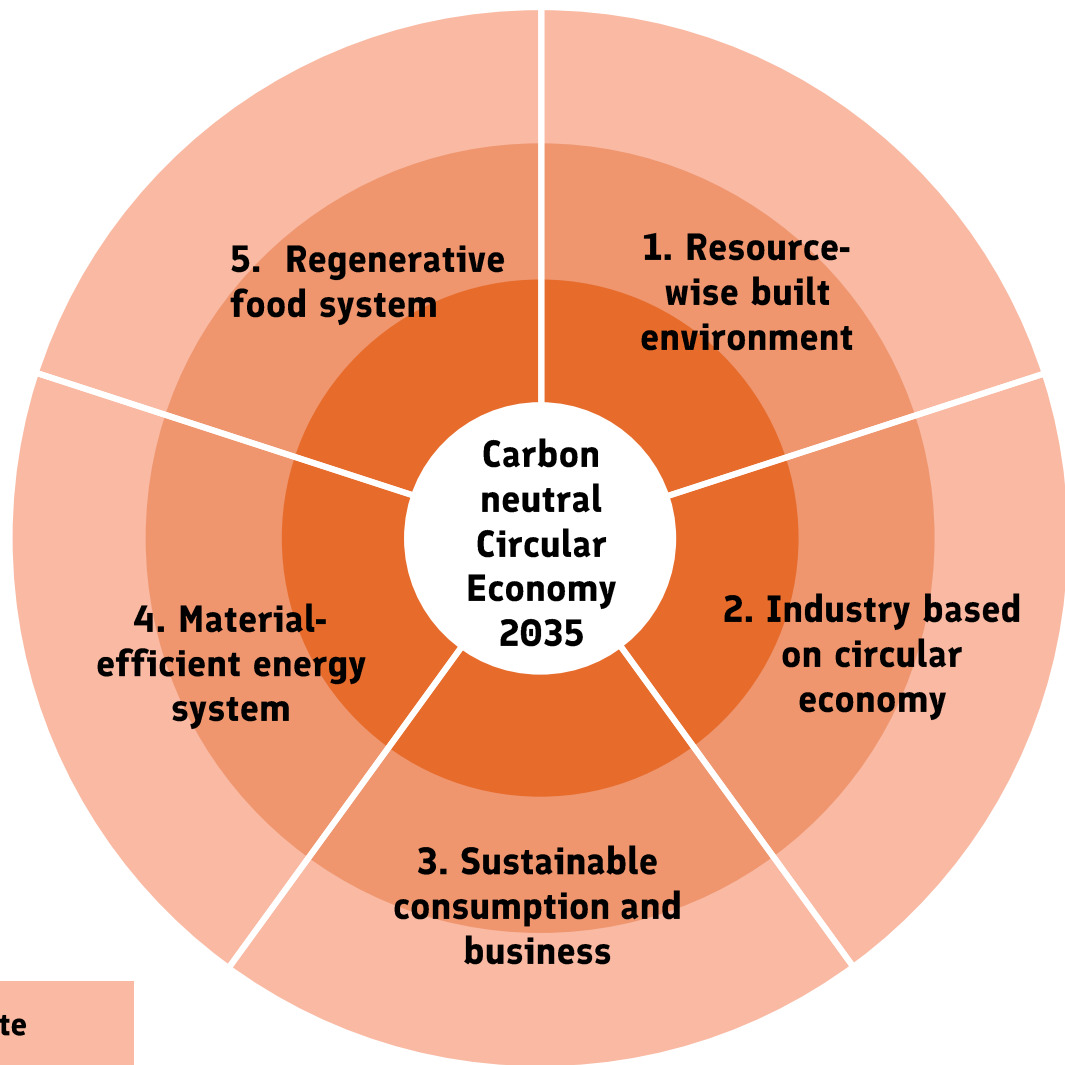 Carbon
neutral
Circular
Economy
2035
1. Resource-
wise built
environment
2. Industry based
on circular
economy
3. Sustainable
consumption and
business
4. Material-
efficient energy
system
5. Regenerative
food system